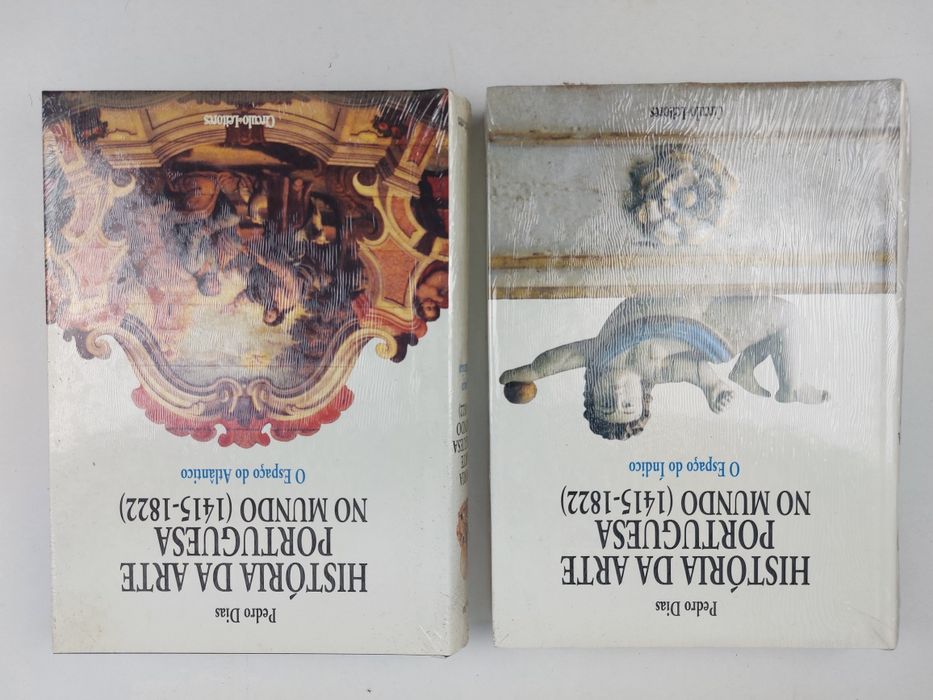 Pedro Dias
HISTÓRIA DA ARTE
PORTUGUESA
NO MUNDO (1415-1822)
O Espaço do Atlântico
Círculo de Leitores
Pedro Dias
HISTÓRIA DA ARTE
PORTUGUESA
NO MUNDO (1415-1822)
O Espaço do Índico
Círculo de Leitores